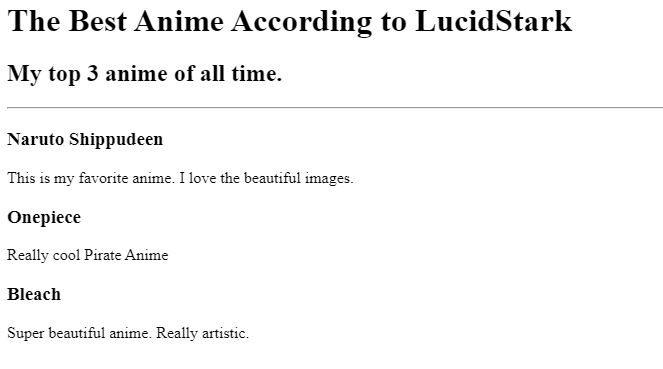 The Best Anime According to LucidStark
My top 3 anime of all time.
Naruto Shippudeen
This is my favorite anime. I love the beautiful images.
Onepiece
Really cool Pirate Anime
Bleach
Super beautiful anime. Really artistic.